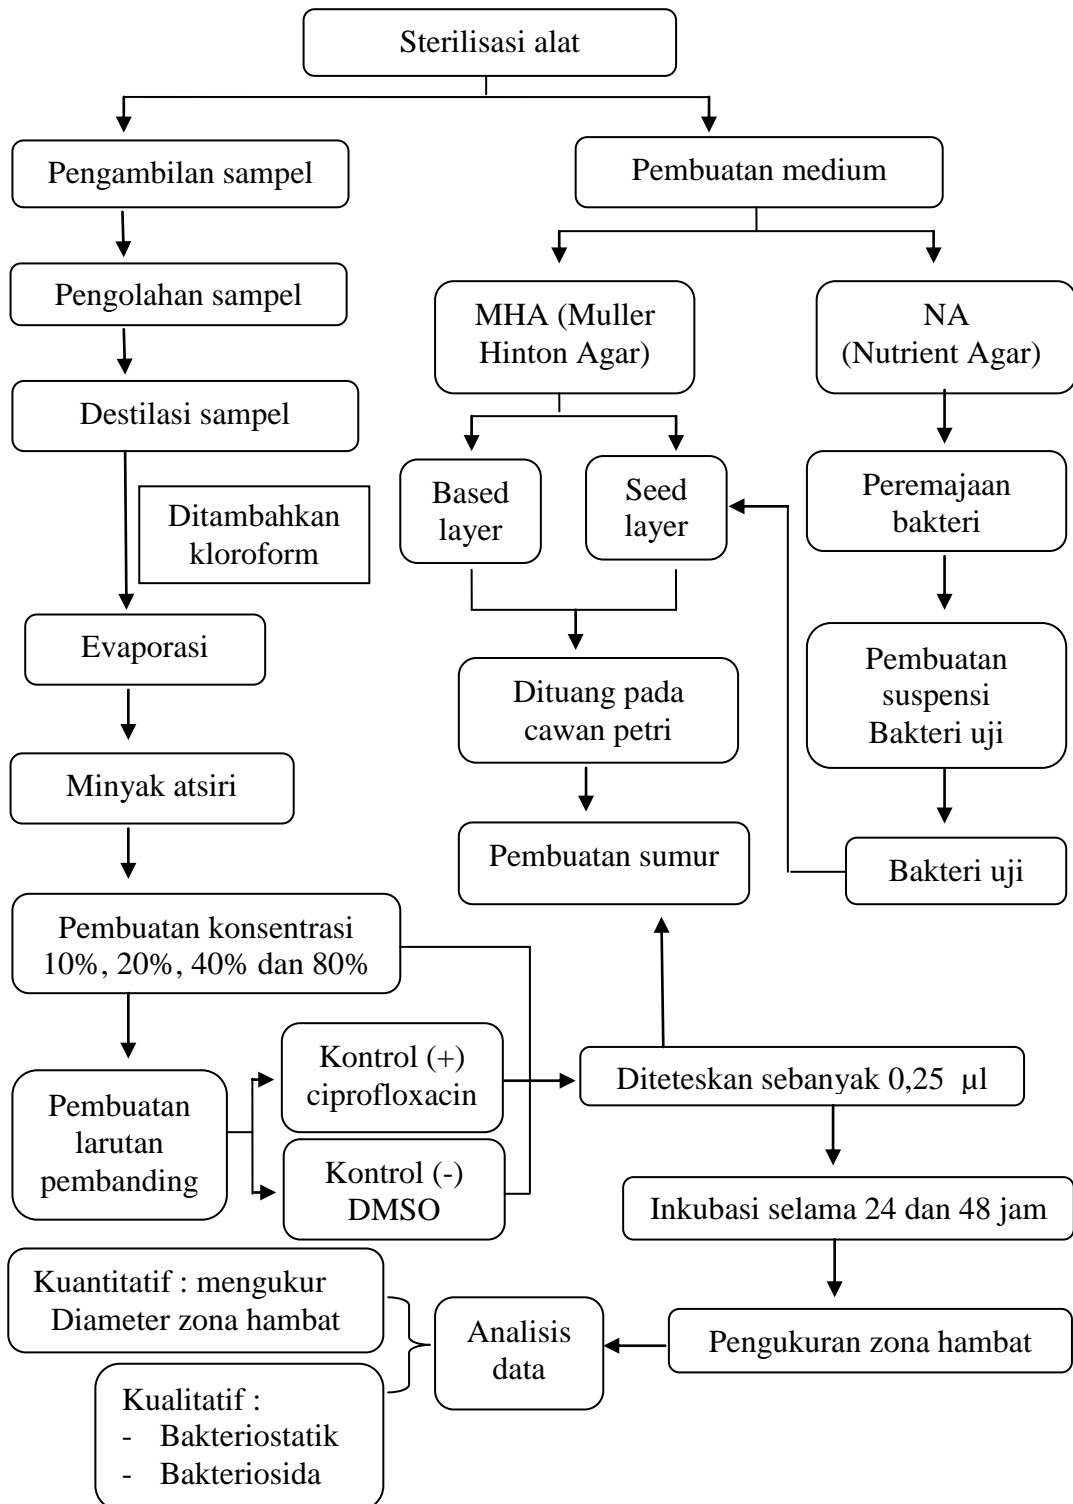 Sterilisasi alat
Pengambilan sampel
Pembuatan medium
Pengolahan sampel
MHA (Muller
Hinton Agar)
NA
(Nutrient Agar)
Destilasi sampel
Based
layer
Seed
layer
Peremajaan
bakteri
Ditambahkan
kloroform
Evaporasi
Pembuatan
suspensi
Bakteri uji
Dituang pada
cawan petri
Minyak atsiri
Pembuatan sumur
Bakteri uji
Pembuatan konsentrasi
10%, 20%, 40% dan 80%
Kontrol (+)
ciprofloxacin
Diteteskan sebanyak 0,25 µl
Pembuatan
larutan
pembanding
Kontrol (-)
DMSO
Inkubasi selama 24 dan 48 jam
Kuantitatif : mengukur
Diameter zona hambat
Analisis
data
Pengukuran zona hambat
Kualitatif :
- Bakteriostatik
- Bakteriosida